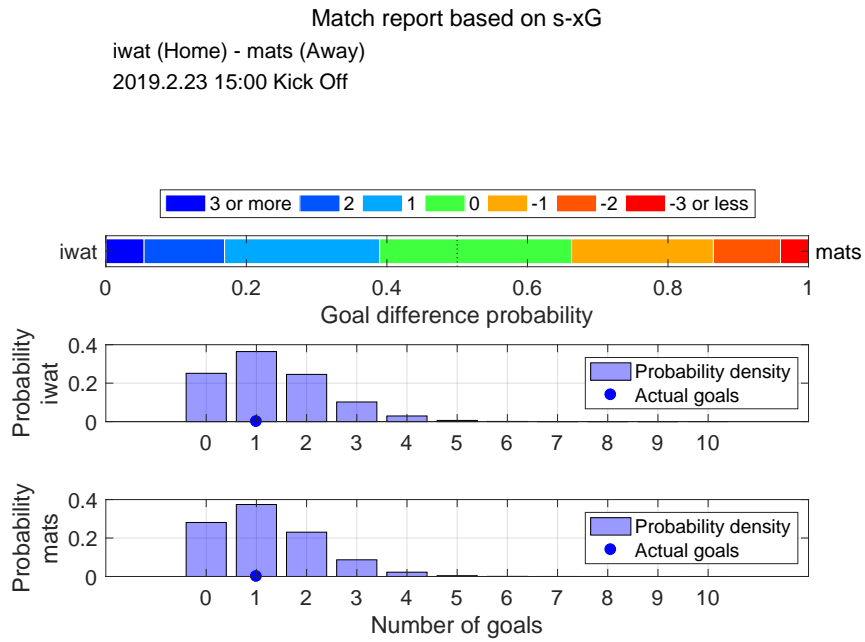 Match report based on s-xG
iwat (Home) - mats (Away)
2019.2.23 15:00 Kick Off
3 or more 2 1 0 -1 -2 -3 or less
iwat mats
0 0.2 0.4 0.6 0.8 1
Goal difference probability
Probability
iwat
0.4
0.2
0
Probability density
Actual goals
0 1 2 3 4 5 6 7 8 9 10
Probability
mats
0.4
0.2
0
Probability density
Actual goals
0 1 2 3 4 5 6 7 8 9 10
Number of goals